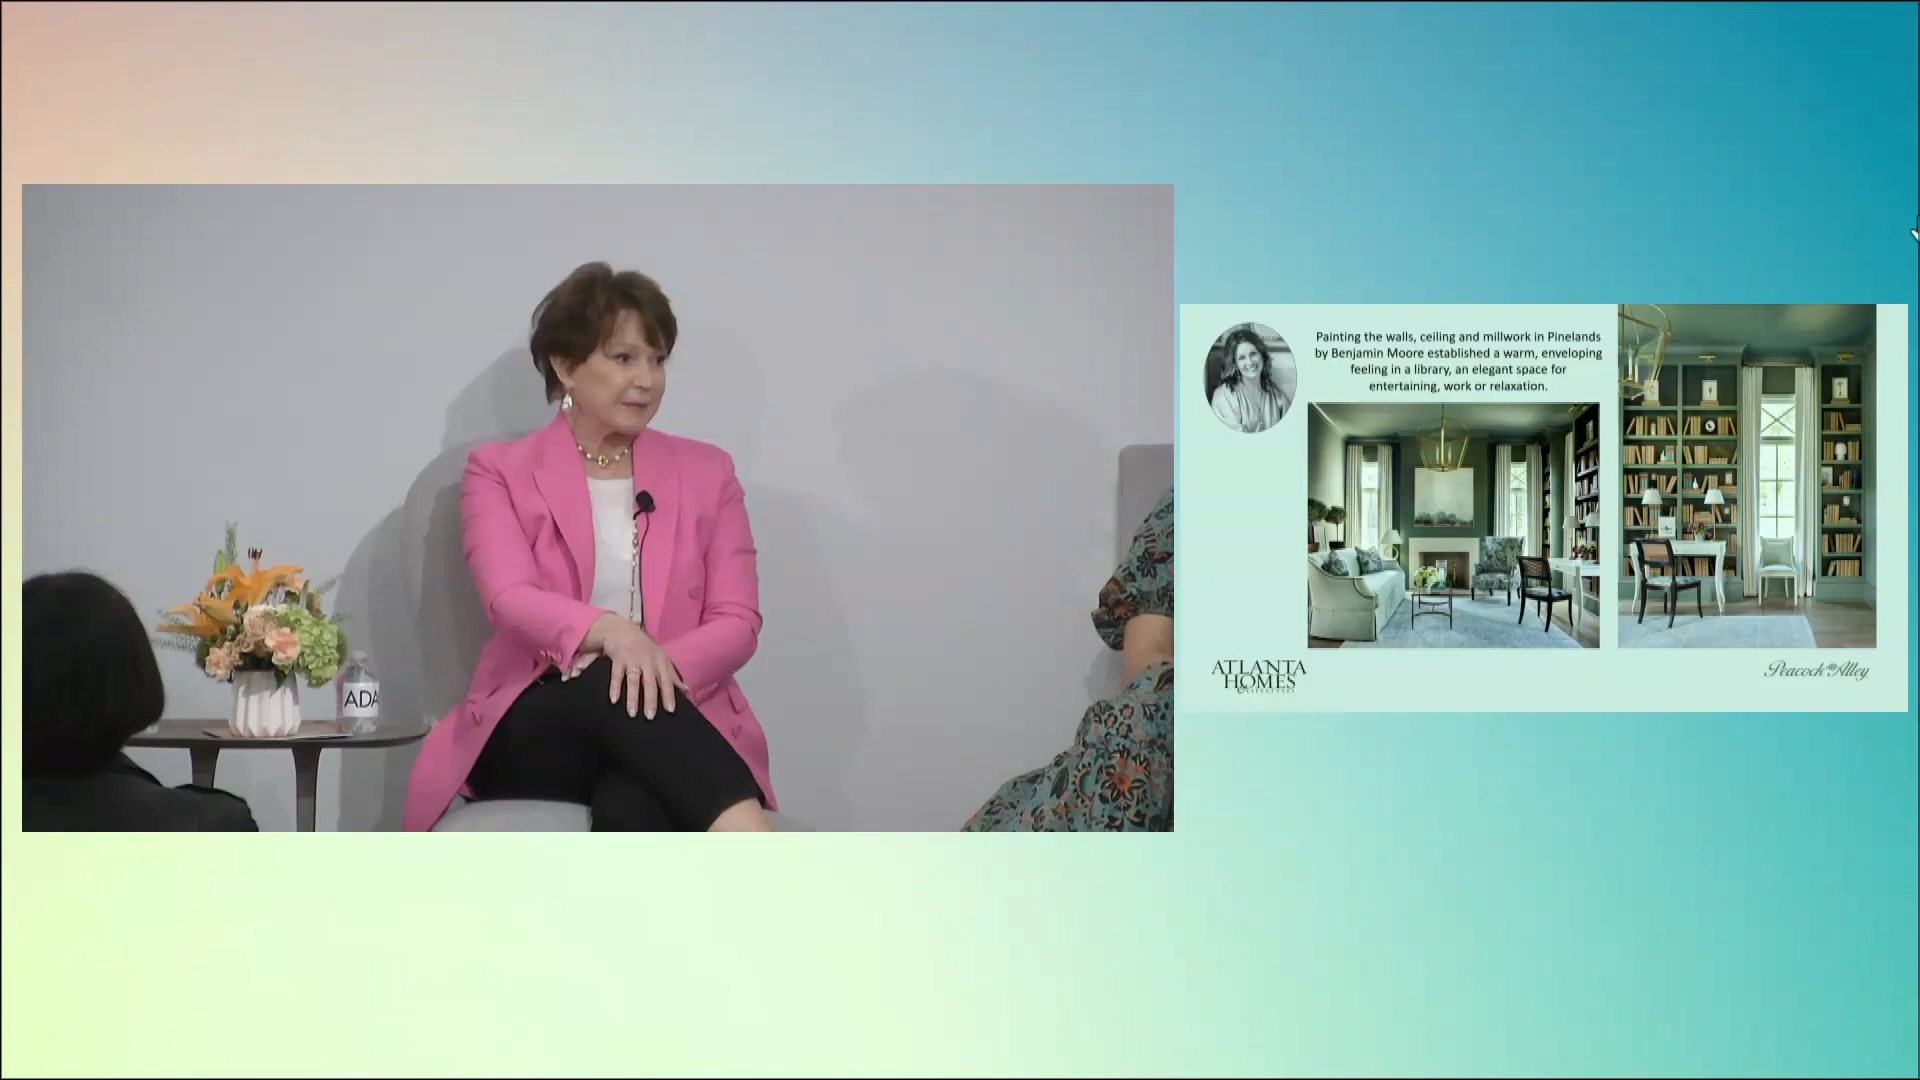 ADA
Painting the walls, ceiling and millwork in Pinelands
by Benjamin Moore established a warm, enveloping
feeling in a library, an elegant space for
entertaining, work or relaxation.
ATLANTA
HOMES
& LIFESTYLES
Peacock Alley